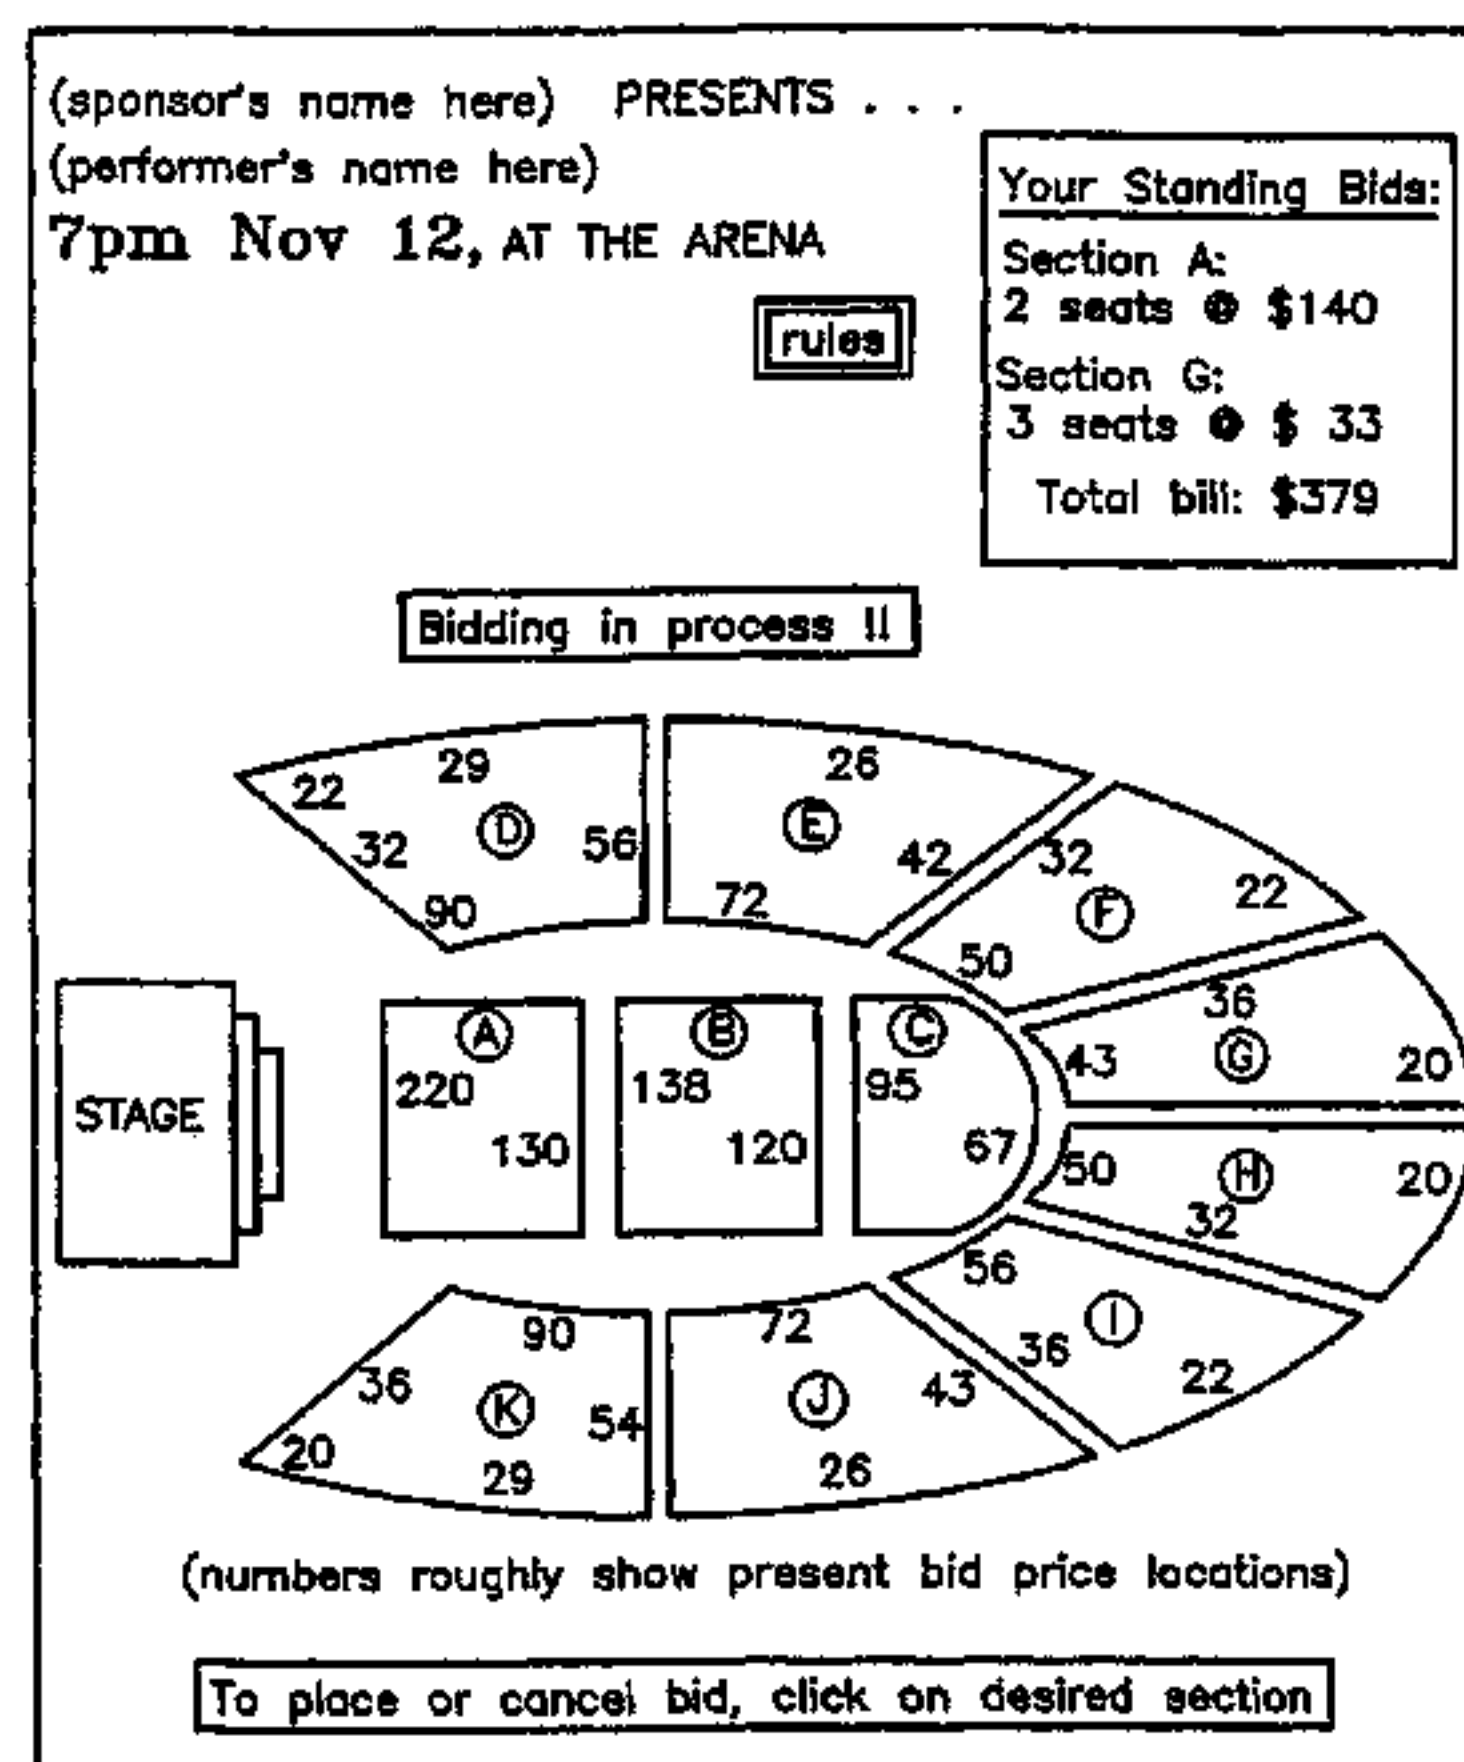 (sponsor's name here) PRESENTS . . .
(performer's name here)
7pm Nov 12, AT THE ARENA
rules
Your Standing Bids:
Section A:
2 seats @ $140
Section G:
3 seats @ $ 33
Total bill: $379
Bidding in process !!
29
22
D
32
56
90
26
E
42
72
32
22
F
50
36
43
G
20
STAGE
A
220
130
B
138
120
C
95
67
50
H
20
32
56
I
36
22
90
36
K
54
20
29
72
43
J
26
(numbers roughly show present bid price locations)
To place or cancel bid, click on desired section